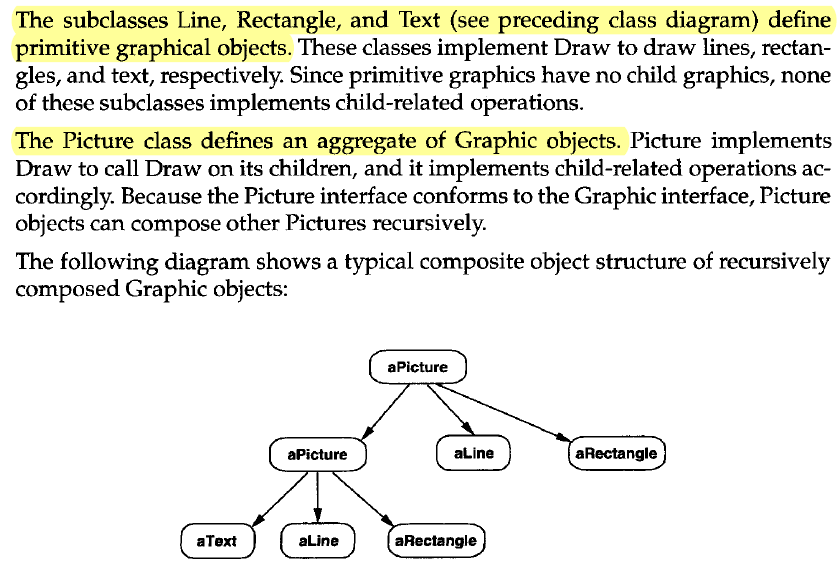 The subclasses Line, Rectangle, and Text (see preceding class diagram) define
primitive graphical objects. These classes implement Draw to draw lines, rectan-
gles, and text, respectively. Since primitive graphics have no child graphics, none
of these subclasses implements child-related operations.
The Picture class defines an aggregate of Graphic objects. Picture implements
Draw to call Draw on its children, and it implements child-related operations ac-
cordingly. Because the Picture interface conforms to the Graphic interface, Picture
objects can compose other Pictures recursively.
The following diagram shows a typical composite object structure of recursively
composed Graphic objects:
aPicture
aPicture
aLine
aRectangle
aText
aLine
aRectangle